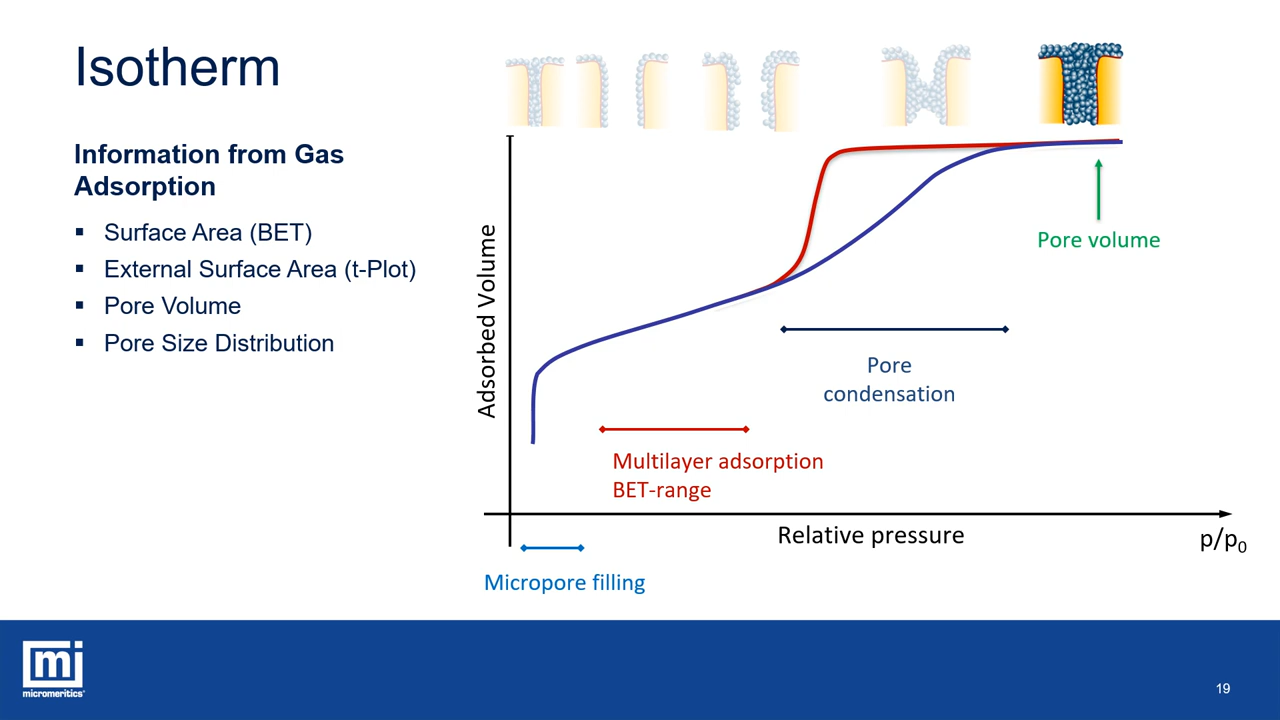 Isotherm
Information from Gas
Adsorption
▪ Surface Area (BET)
▪ External Surface Area (t-Plot)
▪ Pore Volume
▪ Pore Size Distribution
Adsorbed Volume
Pore volume
Pore
condensation
Multilayer adsorption
BET-range
Relative pressure
p/p₀
Micropore filling
mi
micromeritics®
19